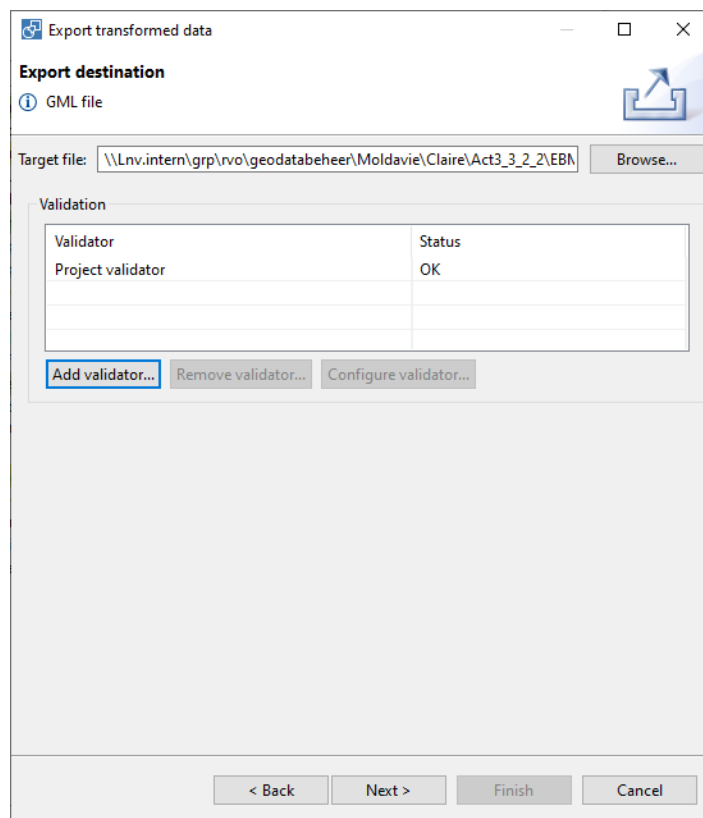 Export transformed data
Export destination
GML file
Target file: \\Lnv.intern\grp\rvo\geodatabeheer\Moldavie\Claire\Act3_3_2_2\EBM Browse...
Validation
Validator Status
Project validator OK
Add validator... Remove validator... Configure validator...
< Back Next > Finish Cancel